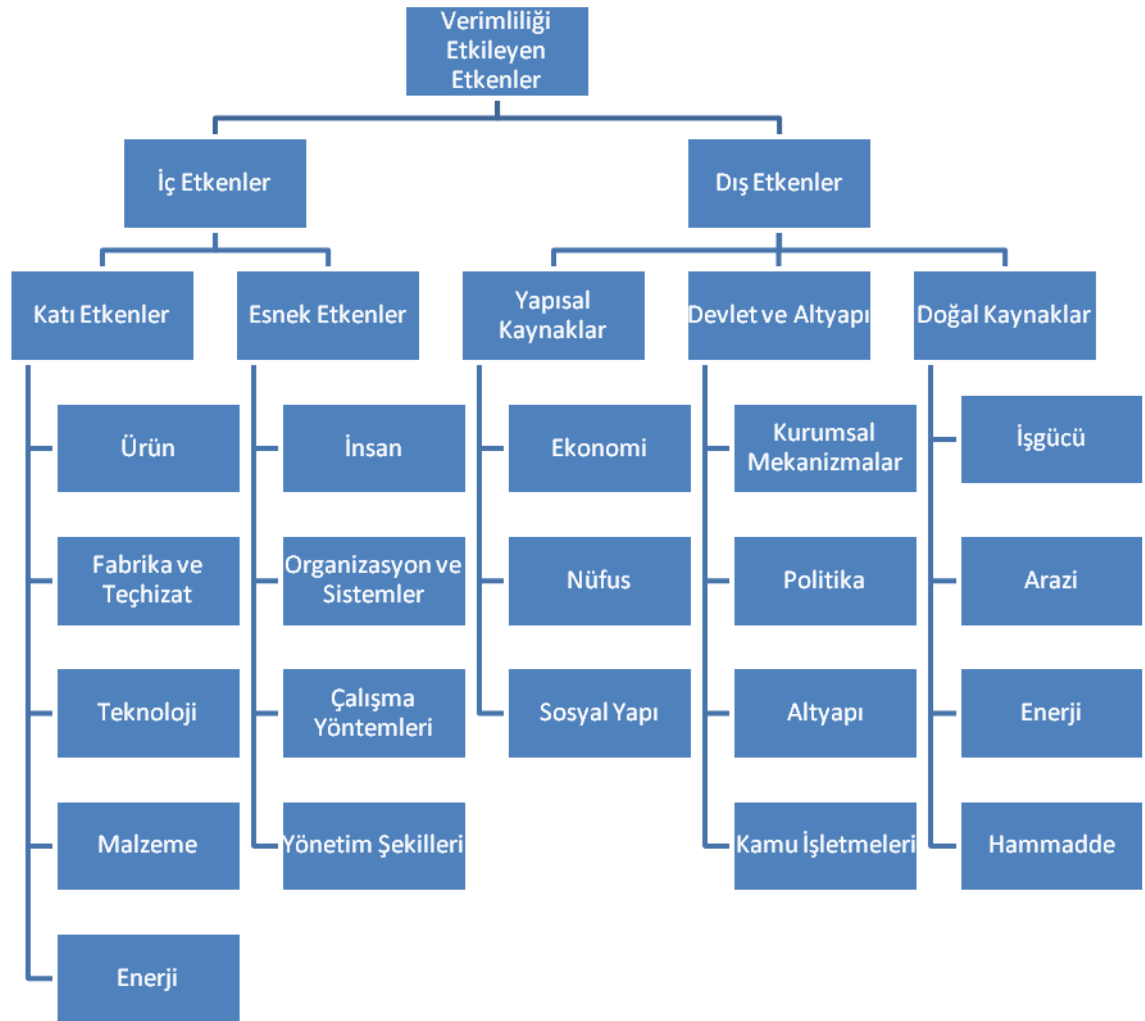 Verimliliği
Etkileyen
Etkenler
İç Etkenler
Dış Etkenler
Katı Etkenler
Esnek Etkenler
Yapısal
Kaynaklar
Devlet ve Altyapı
Doğal Kaynaklar
Ürün
Fabrika ve
Teçhizat
Teknoloji
Malzeme
Enerji
İnsan
Organizasyon ve
Sistemler
Çalışma
Yöntemleri
Yönetim Şekilleri
Ekonomi
Nüfus
Sosyal Yapı
Kurumsal
Mekanizmalar
Politika
Altyapı
Kamu İşletmeleri
İşgücü
Arazi
Enerji
Hammadde